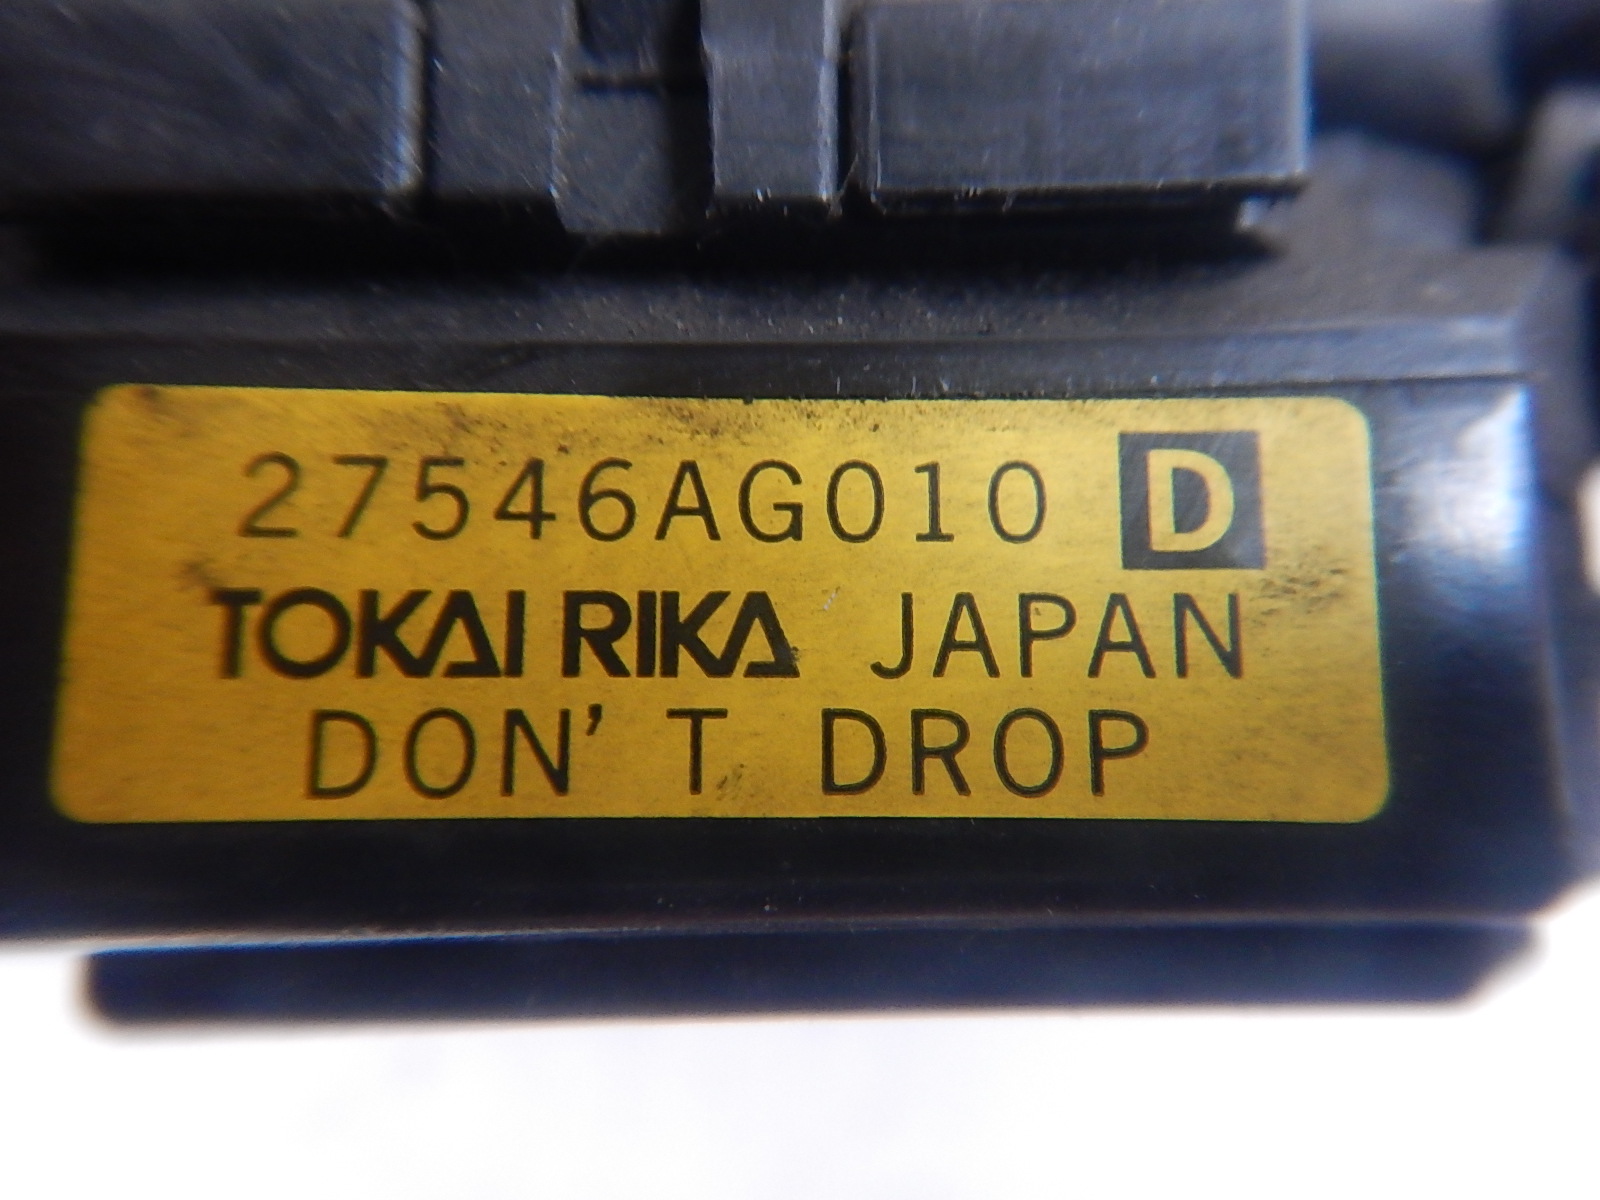 27546AG010 D
TOKAI RIKA JAPAN
DON'T DROP